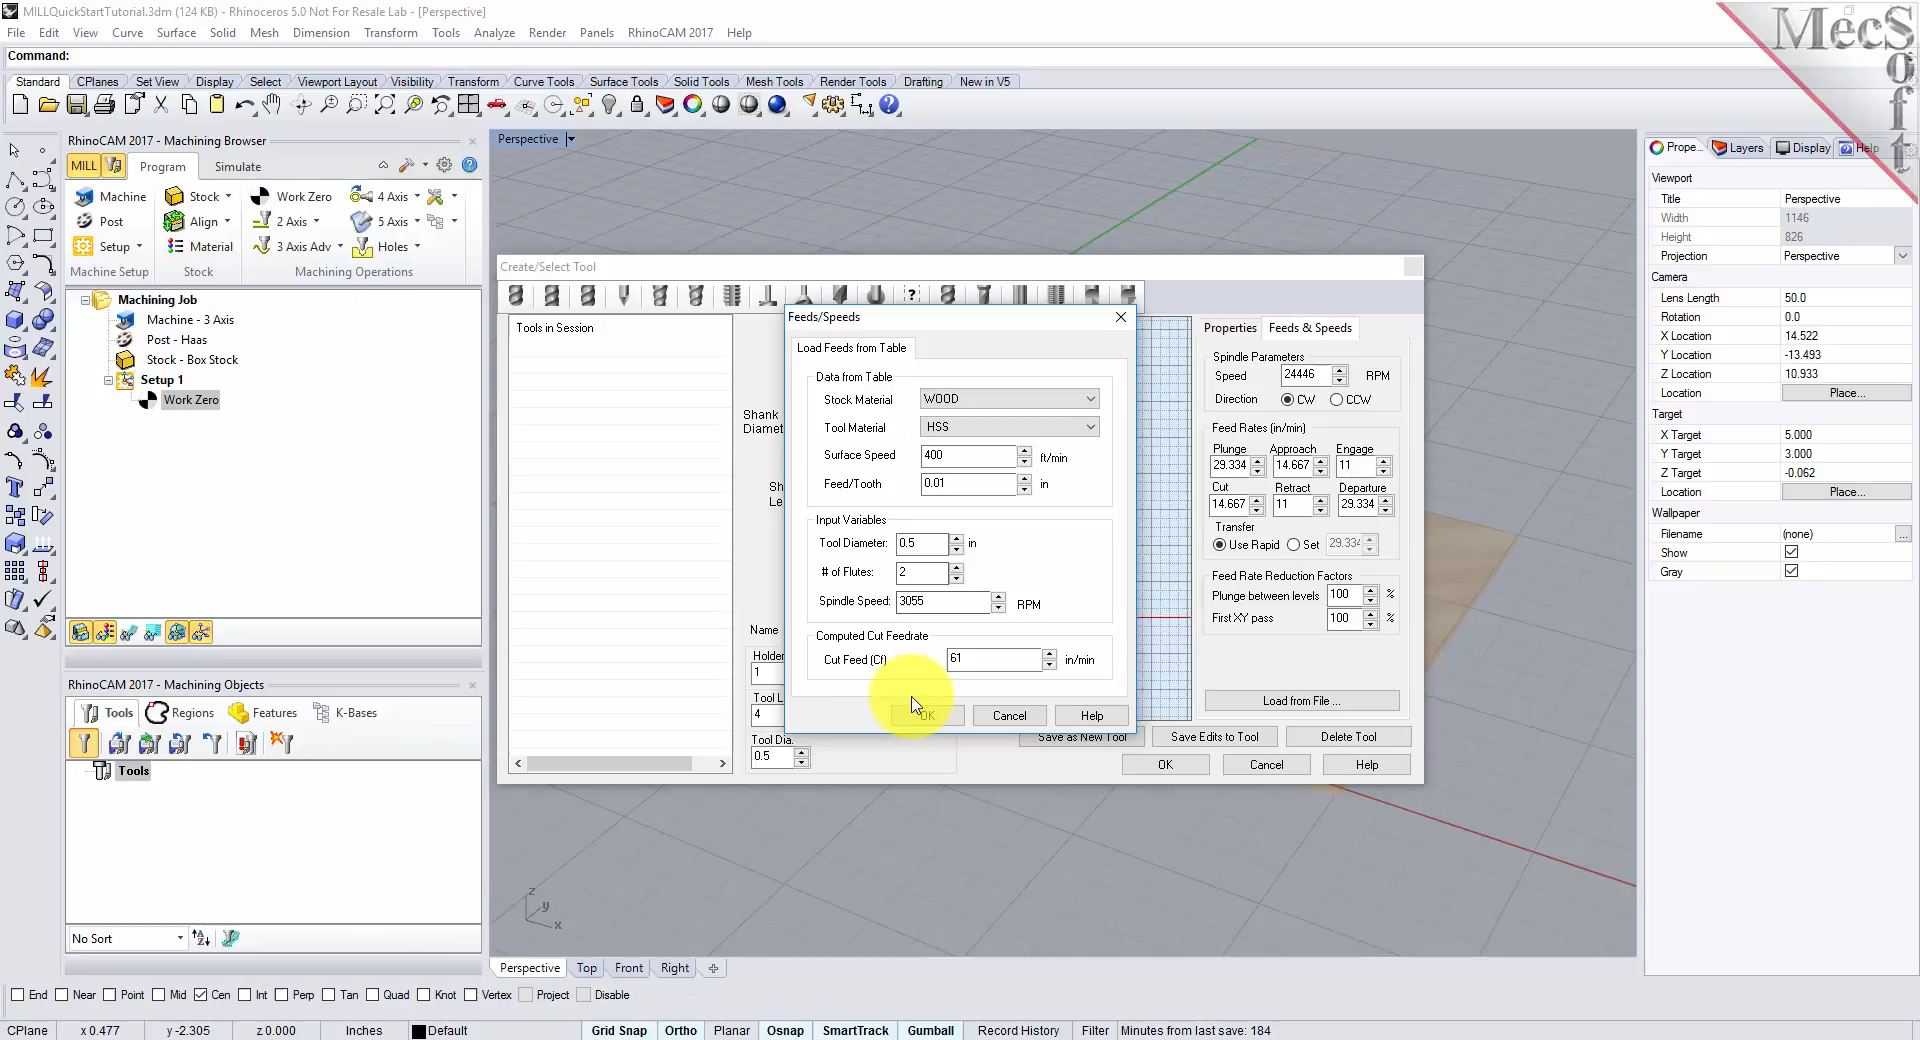 MILLQuickStartTutorial.3dm (124 KB) - Rhinoceros 5.0 Not For Resale Lab - [Perspective]
File Edit View Curve Surface Solid Mesh Dimension Transform Tools Analyze Render Panels RhinoCAM 2017 Help
MecSoft
Command:
Standard CPlanes Set View Display Select Viewport Layout Visibility Transform Curve Tools Surface Tools Solid Tools Mesh Tools Render Tools Drafting New in V5
RhinoCAM 2017 - Machining Browser
MILL Program Simulate
Machine Stock Work Zero 4 Axis
Post Align 2 Axis 5 Axis
Setup Material 3 Axis Adv Holes
Machine Setup Stock Machining Operations
Machining Job
Machine - 3 Axis
Post - Haas
Stock - Box Stock
Setup 1
Work Zero
RhinoCAM 2017 - Machining Objects
Tools Regions Features K-Bases
Tools
No Sort
Perspective
Create/Select Tool
Tools in Session
Shank
Diamet
Sh
Le
Name
Holder
1
Tool L
4
Tool Dia.
0.5
Feeds/Speeds
Load Feeds from Table
Data from Table
Stock Material WOOD
Tool Material HSS
Surface Speed 400 ft/min
Feed/Tooth 0.01 in
Input Variables
Tool Diameter: 0.5 in
# of Flutes: 2
Spindle Speed: 3055 RPM
Computed Cut Feedrate
Cut Feed (Cf) 61 in/min
OK Cancel Help
Properties Feeds & Speeds
Spindle Parameters
Speed 24446 RPM
Direction CW CCW
Feed Rates (in/min)
Plunge Approach Engage
29.334 14.667 11
Cut Retract Departure
14.667 11 29.334
Transfer
Use Rapid Set 29.334
Feed Rate Reduction Factors
Plunge between levels 100 %
First XY pass 100 %
Load from File ...
Save as New Tool Save Edits to Tool Delete Tool
OK Cancel Help
z
y
x
Prope... Layers Display Help
Viewport
Title Perspective
Width 1146
Height 826
Projection Perspective
Camera
Lens Length 50.0
Rotation 0.0
X Location 14.522
Y Location -13.493
Z Location 10.933
Location Place...
Target
X Target 5.000
Y Target 3.000
Z Target -0.062
Location Place...
Wallpaper
Filename (none) ...
Show
Gray
Perspective Top Front Right
End Near Point Mid Cen Int Perp Tan Quad Knot Vertex Project Disable
CPlane x 0.477 y -2.305 z 0.000 Inches Default Grid Snap Ortho Planar Osnap SmartTrack Gumball Record History Filter Minutes from last save: 184